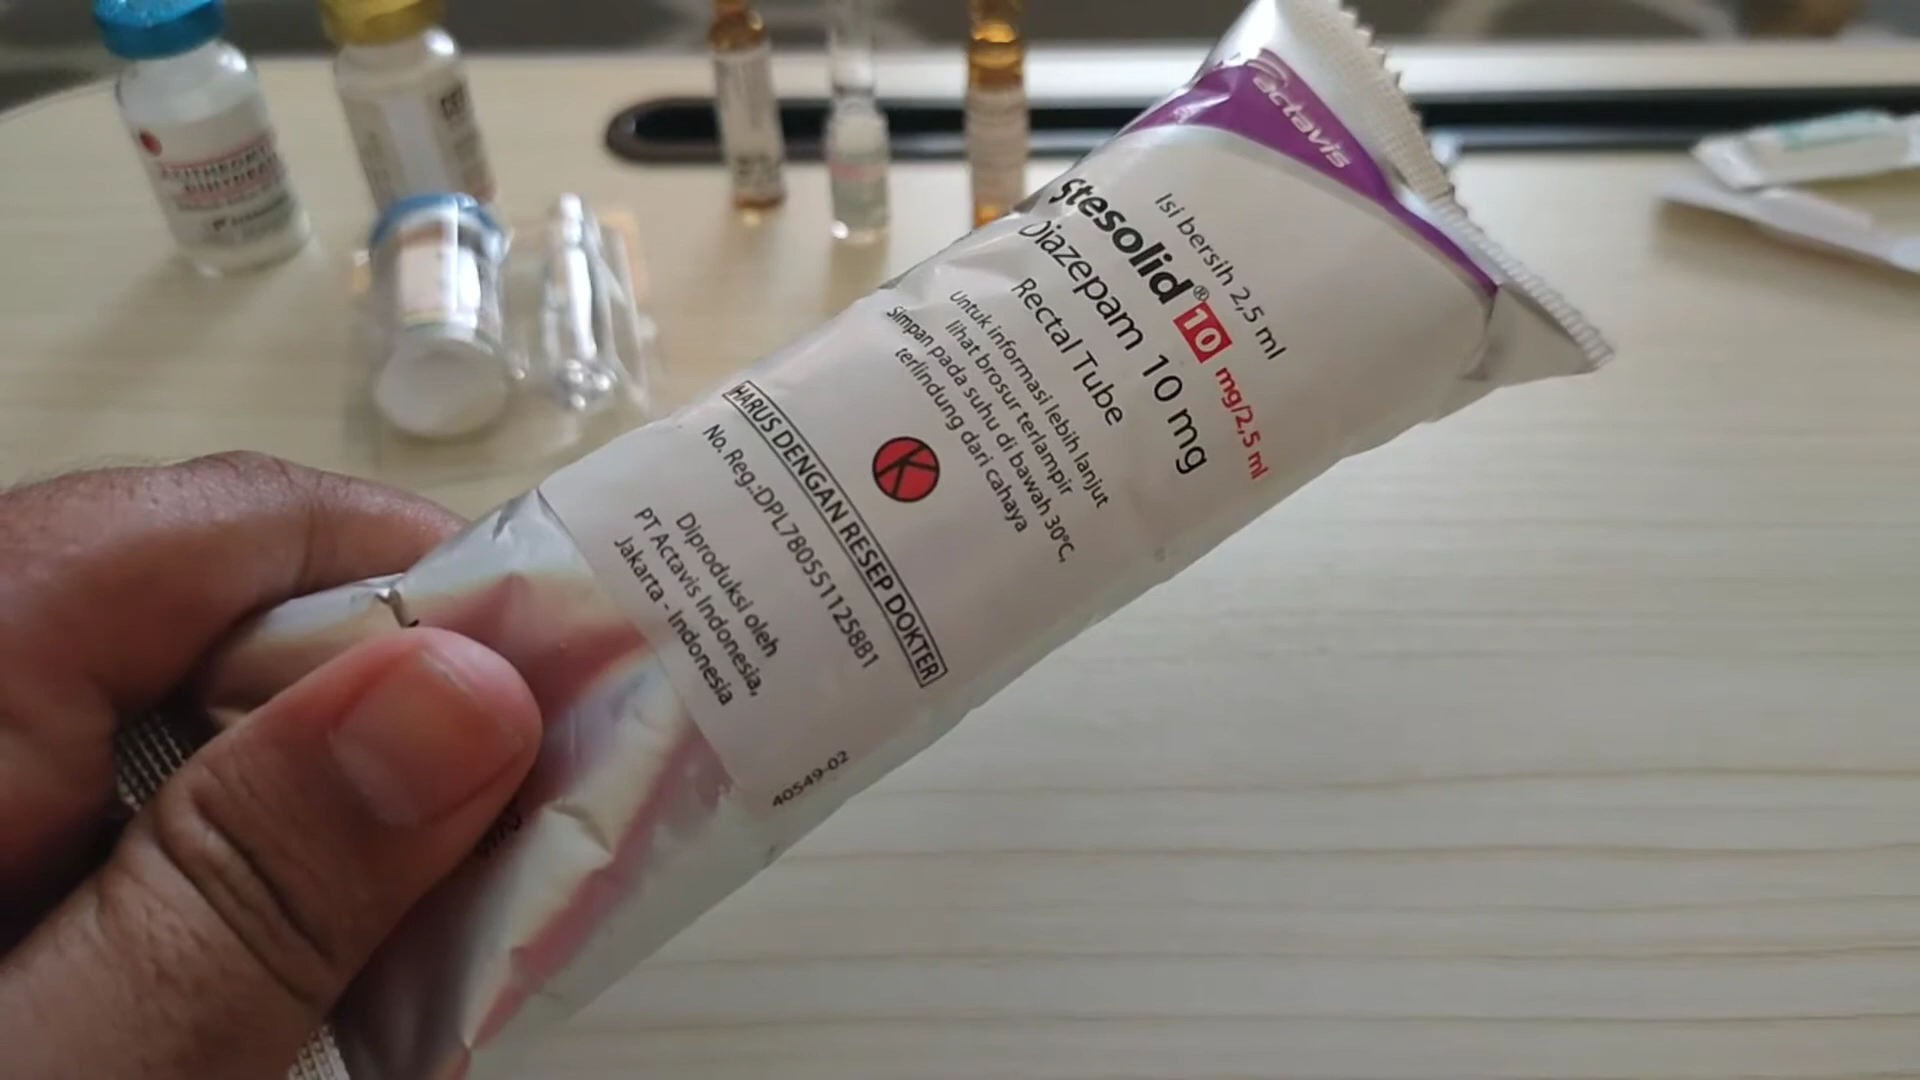 actavis
Isi bersih 2,5 ml
Stesolid® 10 mg/2,5 ml
Diazepam 10 mg
Rectal Tube
Untuk informasi lebih lanjut
lihat brosur terlampir
Simpan pada suhu di bawah 30°C,
terlindung dari cahaya
K
HARUS DENGAN RESEP DOKTER
No. Reg.:DPL7805511258B1
Diproduksi oleh
PT Actavis Indonesia,
Jakarta - Indonesia
40549-02